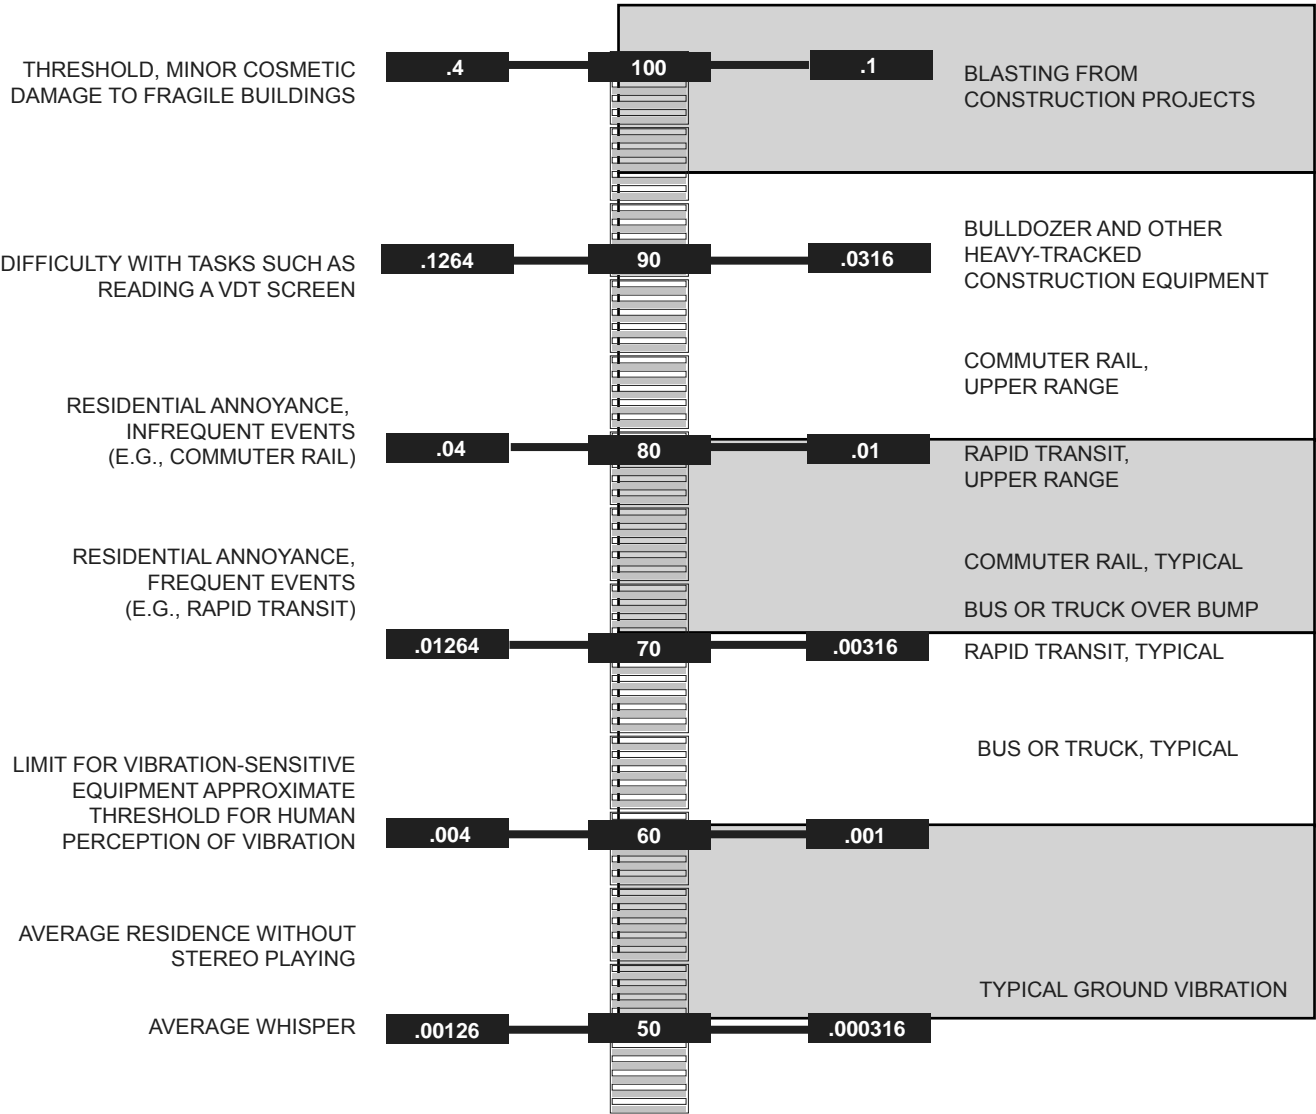 THRESHOLD, MINOR COSMETIC
DAMAGE TO FRAGILE BUILDINGS
.4
100
.1
BLASTING FROM
CONSTRUCTION PROJECTS
DIFFICULTY WITH TASKS SUCH AS
READING A VDT SCREEN
.1264
90
.0316
BULLDOZER AND OTHER
HEAVY-TRACKED
CONSTRUCTION EQUIPMENT
COMMUTER RAIL,
UPPER RANGE
RESIDENTIAL ANNOYANCE,
INFREQUENT EVENTS
(E.G., COMMUTER RAIL)
.04
80
.01
RAPID TRANSIT,
UPPER RANGE
RESIDENTIAL ANNOYANCE,
FREQUENT EVENTS
(E.G., RAPID TRANSIT)
COMMUTER RAIL, TYPICAL
BUS OR TRUCK OVER BUMP
.01264
70
.00316
RAPID TRANSIT, TYPICAL
BUS OR TRUCK, TYPICAL
LIMIT FOR VIBRATION-SENSITIVE
EQUIPMENT APPROXIMATE
THRESHOLD FOR HUMAN
PERCEPTION OF VIBRATION
.004
60
.001
AVERAGE RESIDENCE WITHOUT
STEREO PLAYING
TYPICAL GROUND VIBRATION
AVERAGE WHISPER
.00126
50
.000316